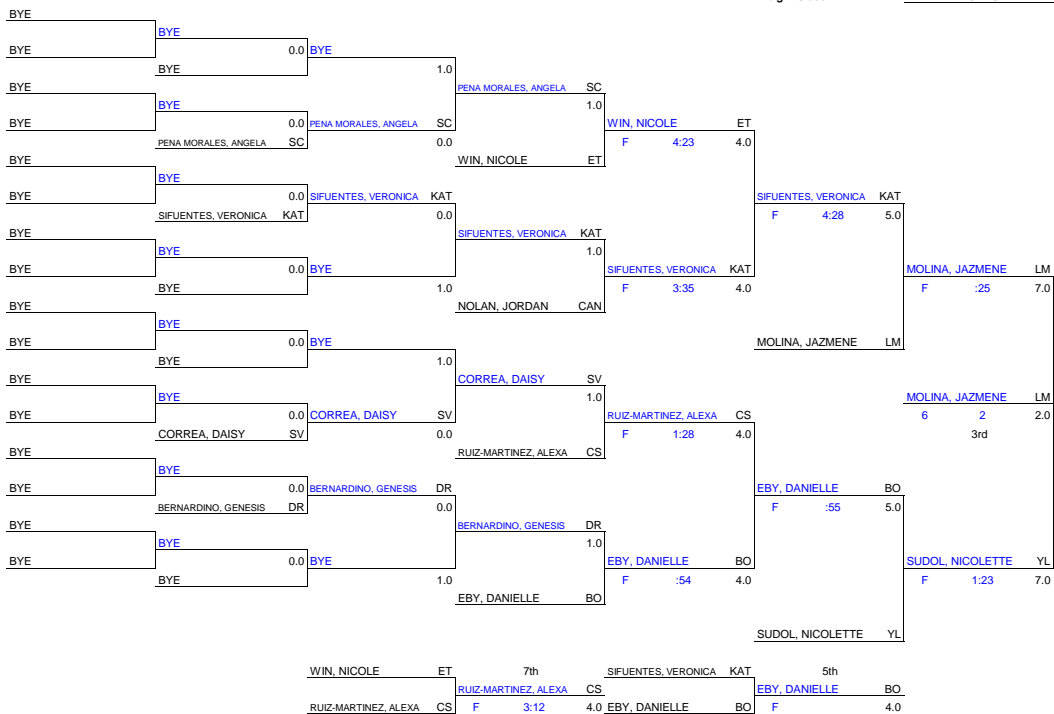 BYE
BYE
BYE 0.0 BYE
BYE 1.0
BYE PENA MORALES, ANGELA SC
BYE 1.0
BYE 0.0 PENA MORALES, ANGELA SC WIN, NICOLE ET
PENA MORALES, ANGELA SC 0.0 F 4:23 4.0
BYE WIN, NICOLE ET
BYE
BYE 0.0 SIFUENTES, VERONICA KAT SIFUENTES, VERONICA KAT
SIFUENTES, VERONICA KAT 0.0 F 4:28 5.0
BYE SIFUENTES, VERONICA KAT
BYE 1.0
BYE 0.0 BYE SIFUENTES, VERONICA KAT MOLINA, JAZMENE LM
BYE 1.0 F 3:35 4.0 F :25 7.0
BYE NOLAN, JORDAN CAN
BYE
BYE 0.0 BYE MOLINA, JAZMENE LM
BYE 1.0
BYE CORREA, DAISY SV
BYE 1.0 MOLINA, JAZMENE LM
BYE 0.0 CORREA, DAISY SV RUIZ-MARTINEZ, ALEXA CS 6 2 2.0
CORREA, DAISY SV 0.0 F 1:28 4.0 3rd
BYE RUIZ-MARTINEZ, ALEXA CS
BYE
BYE 0.0 BERNARDINO, GENESIS DR EBY, DANIELLE BO
BERNARDINO, GENESIS DR 0.0 F :55 5.0
BYE BERNARDINO, GENESIS DR
BYE 1.0
BYE 0.0 BYE EBY, DANIELLE BO SUDOL, NICOLETTE YL
BYE 1.0 F :54 4.0 F 1:23 7.0
EBY, DANIELLE BO
SUDOL, NICOLETTE YL
WIN, NICOLE ET 7th SIFUENTES, VERONICA KAT 5th
RUIZ-MARTINEZ, ALEXA CS EBY, DANIELLE BO
RUIZ-MARTINEZ, ALEXA CS F 3:12 4.0 EBY, DANIELLE BO F 4.0